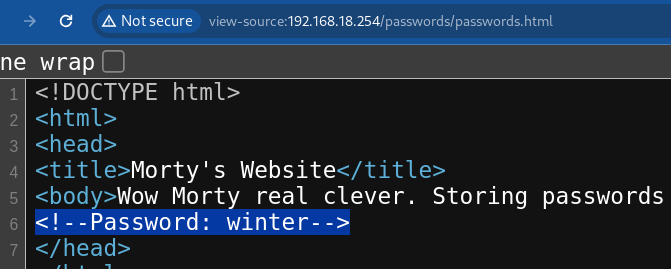 Not secure view-source:192.168.18.254/passwords/passwords.html
ne wrap
1 <!DOCTYPE html>
2 <html>
3 <head>
4 <title>Morty's Website</title>
5 <body>Wow Morty real clever. Storing passwords
6 <!--Password: winter-->
7 </head>